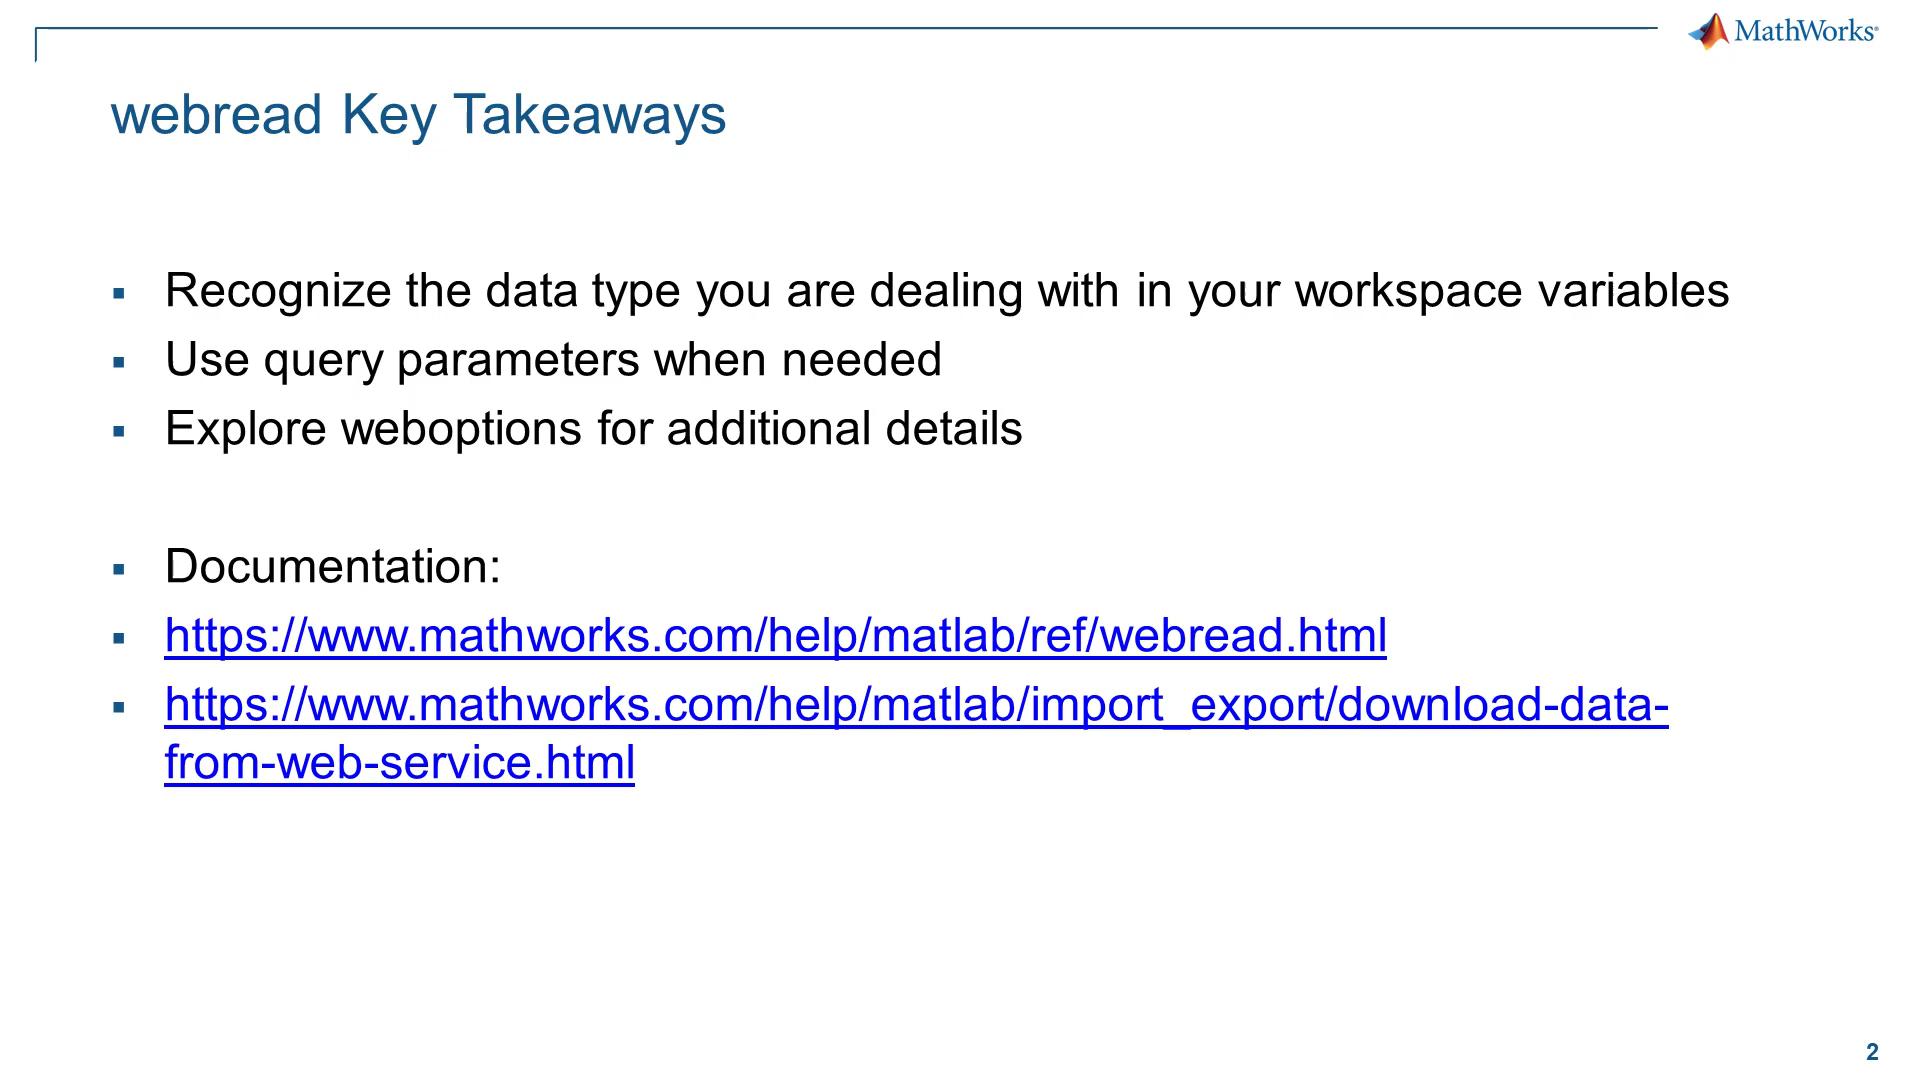 MathWorks®
webread Key Takeaways
▪ Recognize the data type you are dealing with in your workspace variables
▪ Use query parameters when needed
▪ Explore weboptions for additional details
▪ Documentation:
▪ https://www.mathworks.com/help/matlab/ref/webread.html
▪ https://www.mathworks.com/help/matlab/import_export/download-data-
from-web-service.html
2